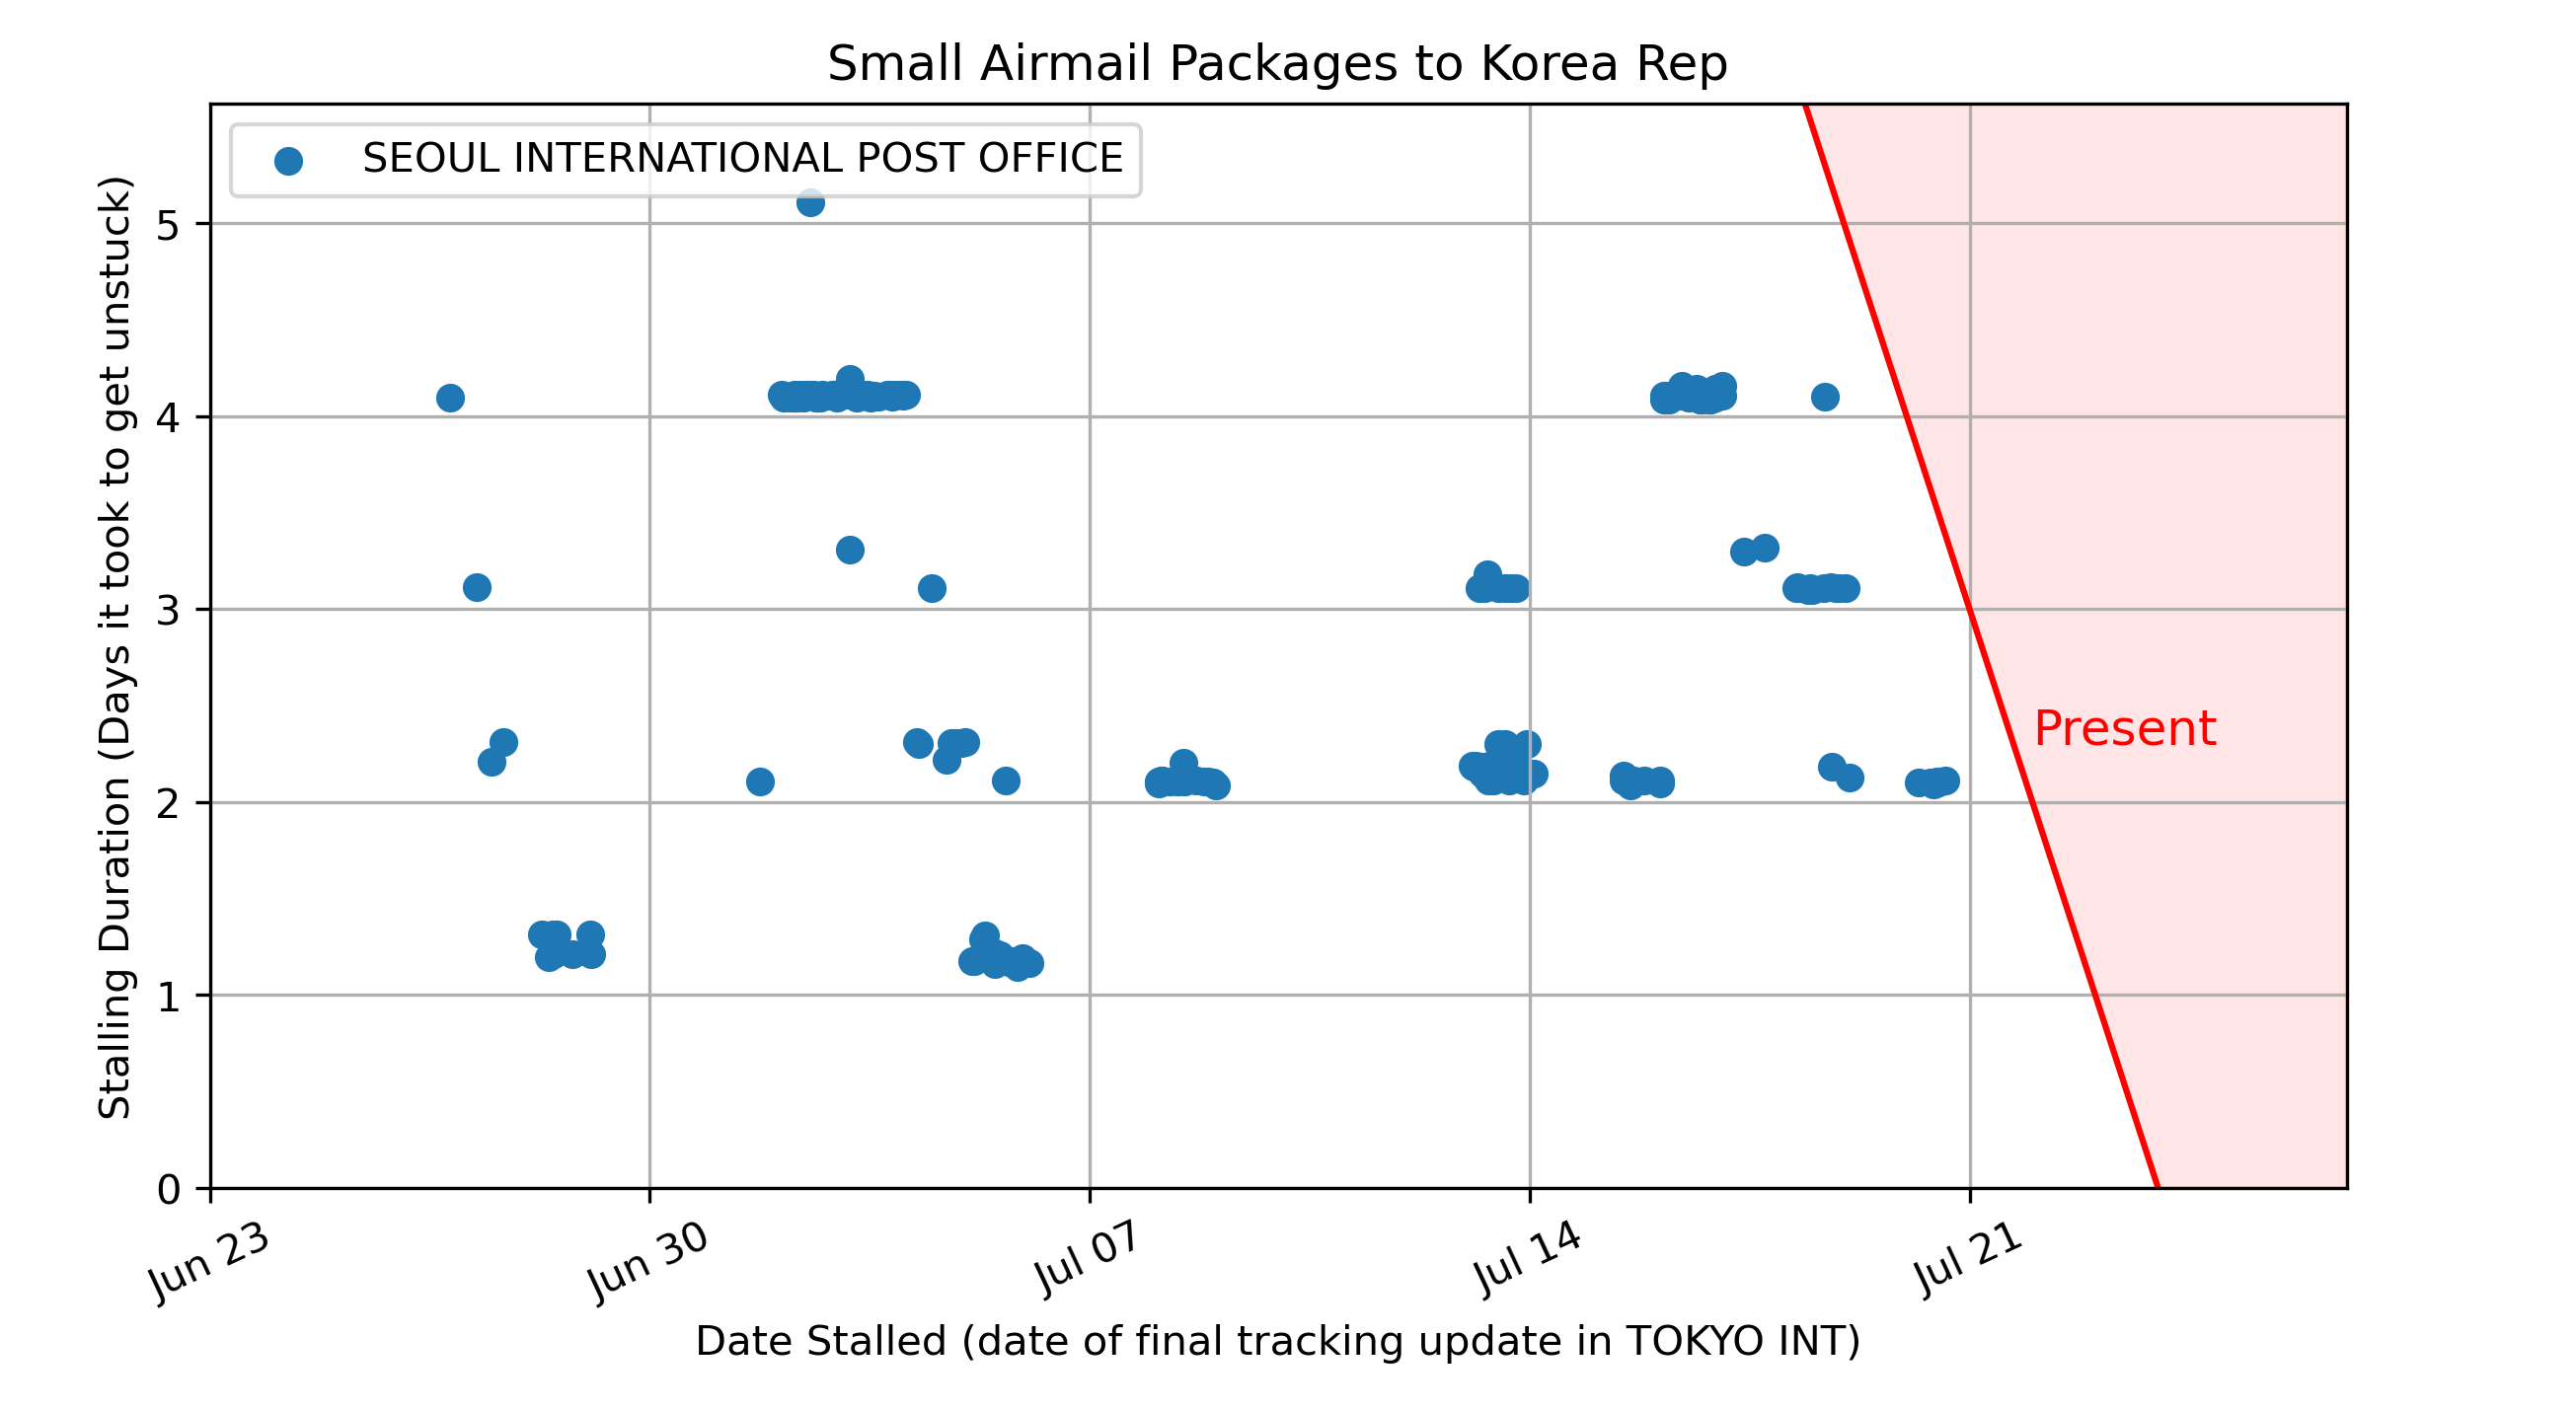 Small Airmail Packages to Korea Rep
SEOUL INTERNATIONAL POST OFFICE
Stalling Duration (Days it took to get unstuck)
5
4
3
2
1
0
Present
Jun 23
Jun 30
Jul 07
Jul 14
Jul 21
Date Stalled (date of final tracking update in TOKYO INT)